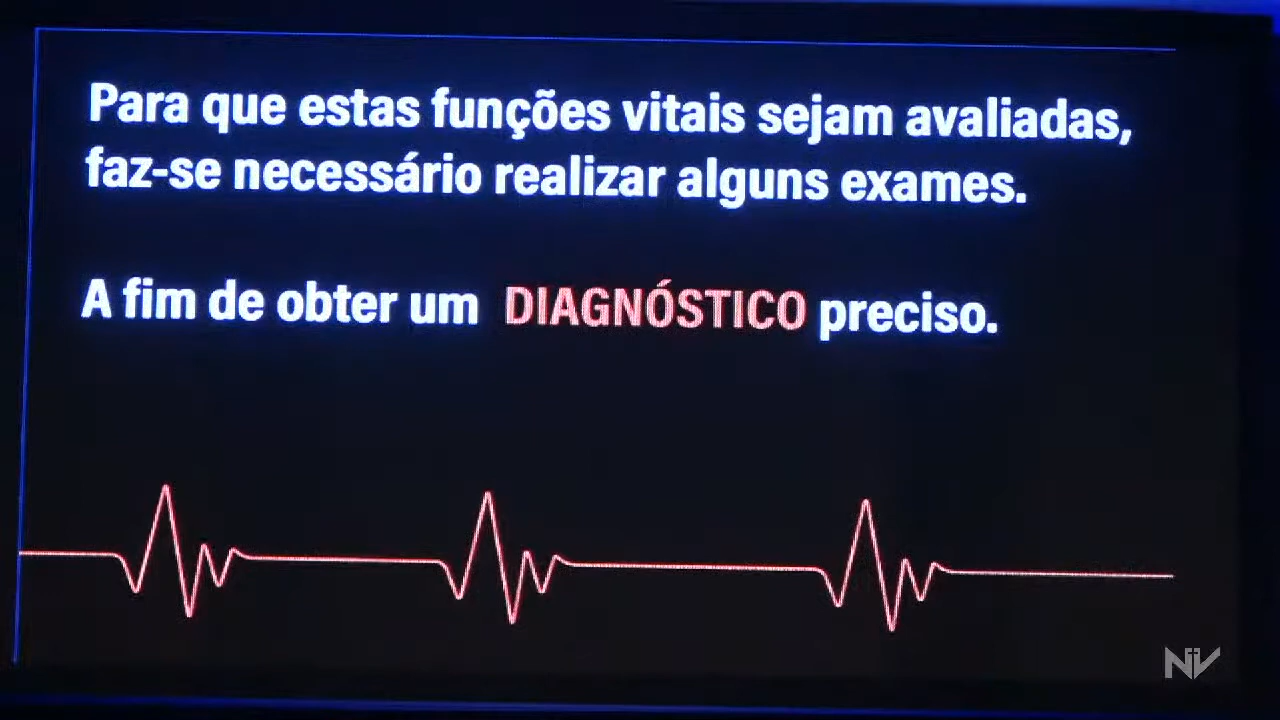 Para que estas funções vitais sejam avaliadas,
faz-se necessário realizar alguns exames.
A fim de obter um DIAGNÓSTICO preciso.
NV